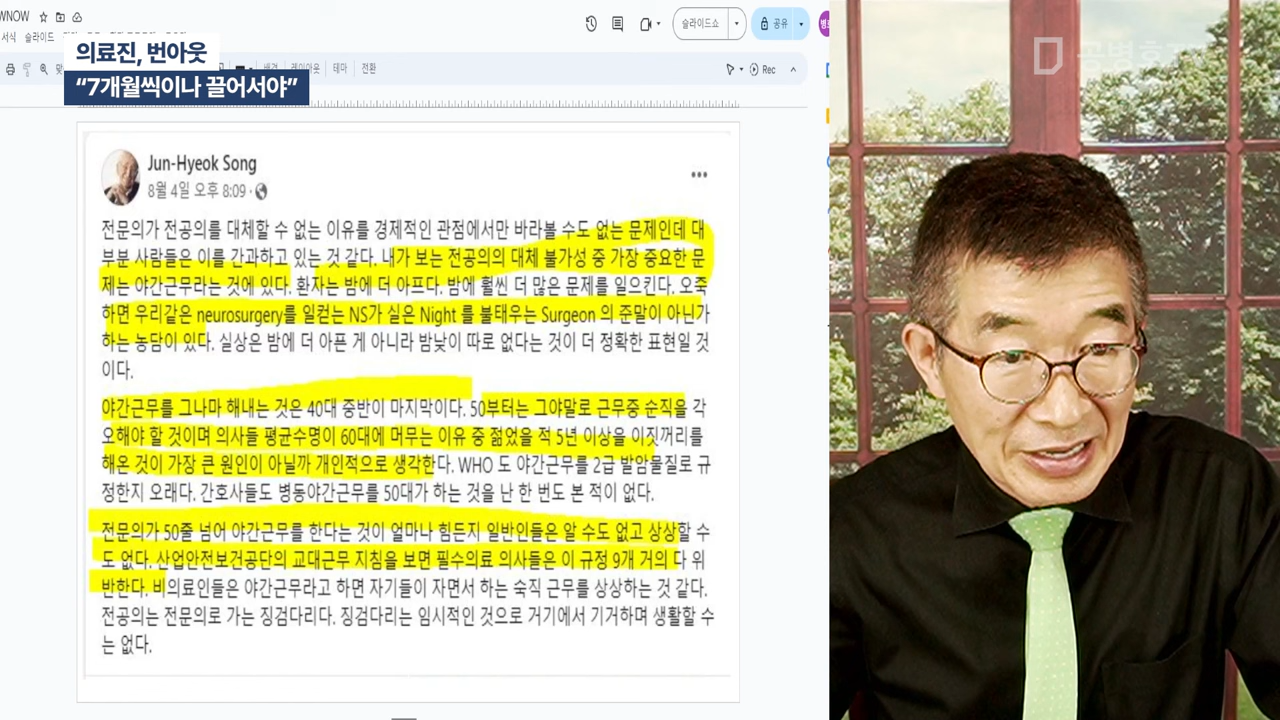 WNOW
서식 슬라이드
슬라이드쇼
공유
테마 전환
Rec
의료진, 번아웃
“7개월씩이나 끌어서야”
공병호TV
Jun-Hyeok Song
8월 4일 오후 8:09 ·
전문의가 전공의를 대체할 수 없는 이유를 경제적인 관점에서만 바라볼 수도 없는 문제인데 대
부분 사람들은 이를 간과하고 있는 것 같다. 내가 보는 전공의의 대체 불가성 중 가장 중요한 문
제는 야간근무라는 것에 있다. 환자는 밤에 더 아프다. 밤에 훨씬 더 많은 문제를 일으킨다. 오죽
하면 우리같은 neurosurgery를 일컫는 NS가 실은 Night 를 불태우는 Surgeon 의 준말이 아닌가
하는 농담이 있다. 실상은 밤에 더 아픈 게 아니라 밤낮이 따로 없다는 것이 더 정확한 표현일 것
이다.
야간근무를 그나마 해내는 것은 40대 중반이 마지막이다. 50부터는 그야말로 근무중 순직을 각
오해야 할 것이며 의사들 평균수명이 60대에 머무는 이유 중 젊었을 적 5년 이상을 이짓꺼리를
해온 것이 가장 큰 원인이 아닐까 개인적으로 생각한다. WHO 도 야간근무를 2급 발암물질로 규
정한지 오래다. 간호사들도 병동야간근무를 50대가 하는 것을 난 한 번도 본 적이 없다.
전문의가 50줄 넘어 야간근무를 한다는 것이 얼마나 힘든지 일반인들은 알 수도 없고 상상할 수
도 없다. 산업안전보건공단의 교대근무 지침을 보면 필수의료 의사들은 이 규정 9개 거의 다 위
반한다. 비의료인들은 야간근무라고 하면 자기들이 자면서 하는 숙직 근무를 상상하는 것 같다.
전공의는 전문의로 가는 징검다리다. 징검다리는 임시적인 것으로 거기에서 기거하며 생활할 수
는 없다.